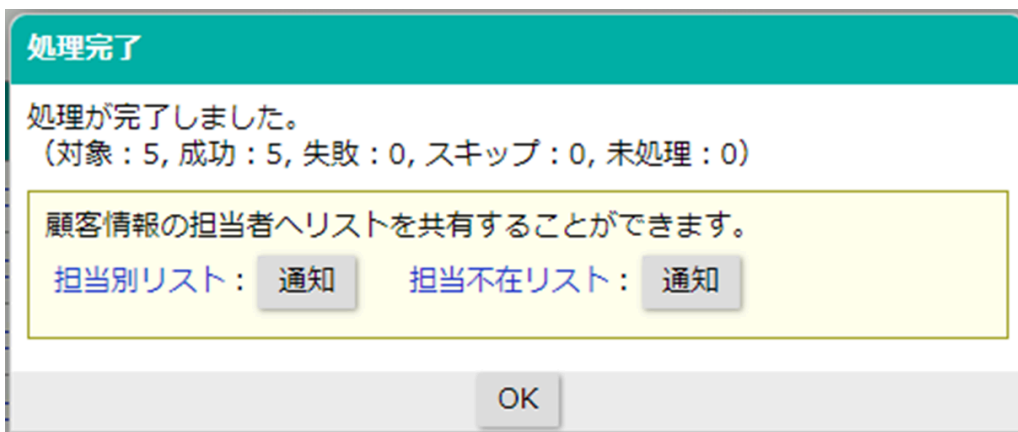 処理完了
処理が完了しました。
（対象：5, 成功：5, 失敗：0, スキップ：0, 未処理：0）
顧客情報の担当者へリストを共有することができます。
担当別リスト： 通知 担当不在リスト： 通知
OK